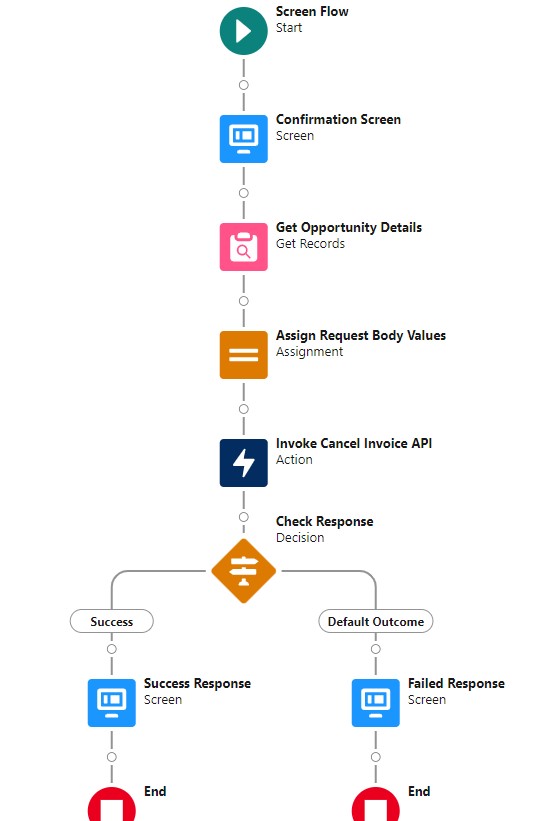 Screen Flow
Start
Confirmation Screen
Screen
Get Opportunity Details
Get Records
Assign Request Body Values
Assignment
Invoke Cancel Invoice API
Action
Check Response
Decision
Success
Default Outcome
Success Response
Screen
Failed Response
Screen
End
End